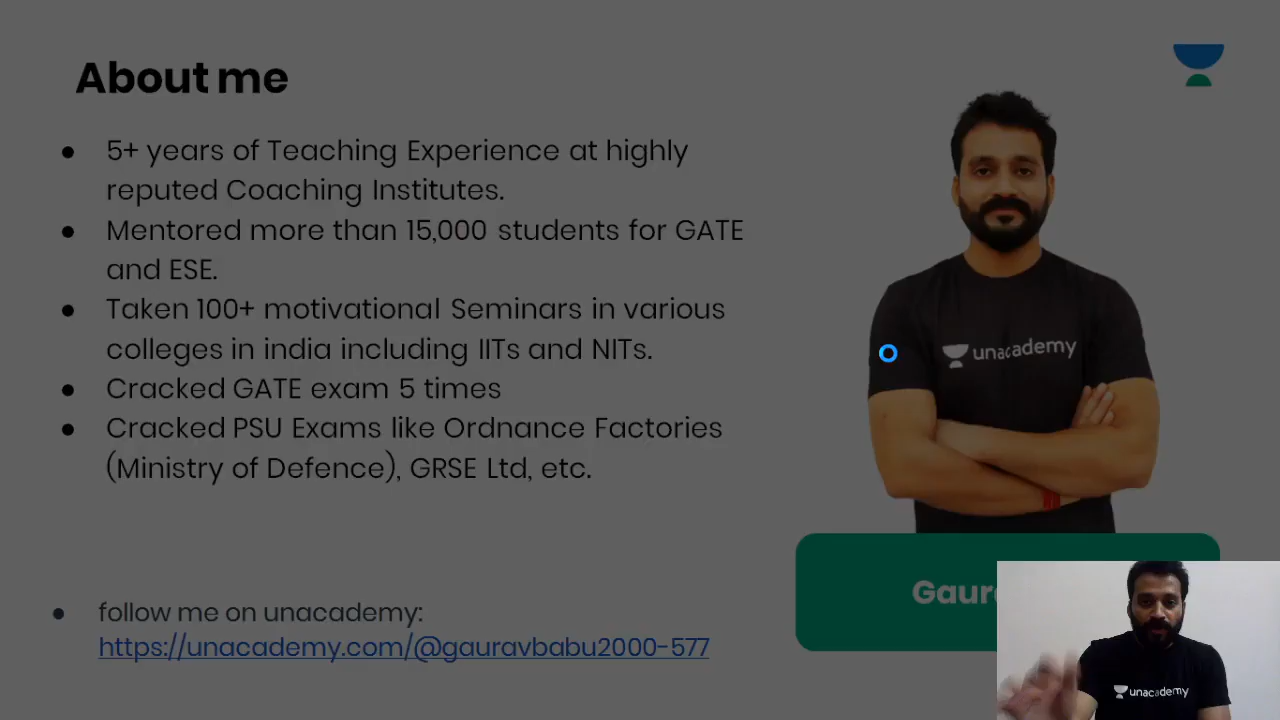 About me
● 5+ years of Teaching Experience at highly
reputed Coaching Institutes.
● Mentored more than 15,000 students for GATE
and ESE.
● Taken 100+ motivational Seminars in various
colleges in india including IITs and NITs.
● Cracked GATE exam 5 times
● Cracked PSU Exams like Ordnance Factories
(Ministry of Defence), GRSE Ltd, etc.
unacademy
● follow me on unacademy:
https://unacademy.com/@gauravbabu2000-577
unacademy